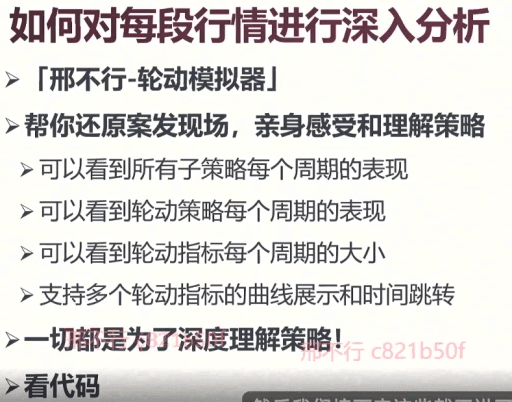 如何对每段行情进行深入分析
➢「邢不行-轮动模拟器」
➢帮你还原案发现场，亲身感受和理解策略
➢可以看到所有子策略每个周期的表现
➢可以看到轮动策略每个周期的表现
➢可以看到轮动指标每个周期的大小
➢支持多个轮动指标的曲线展示和时间跳转
➢一切都是为了深度理解策略！
邢不行 c821b50f
邢不行 c821b50f
➢看代码